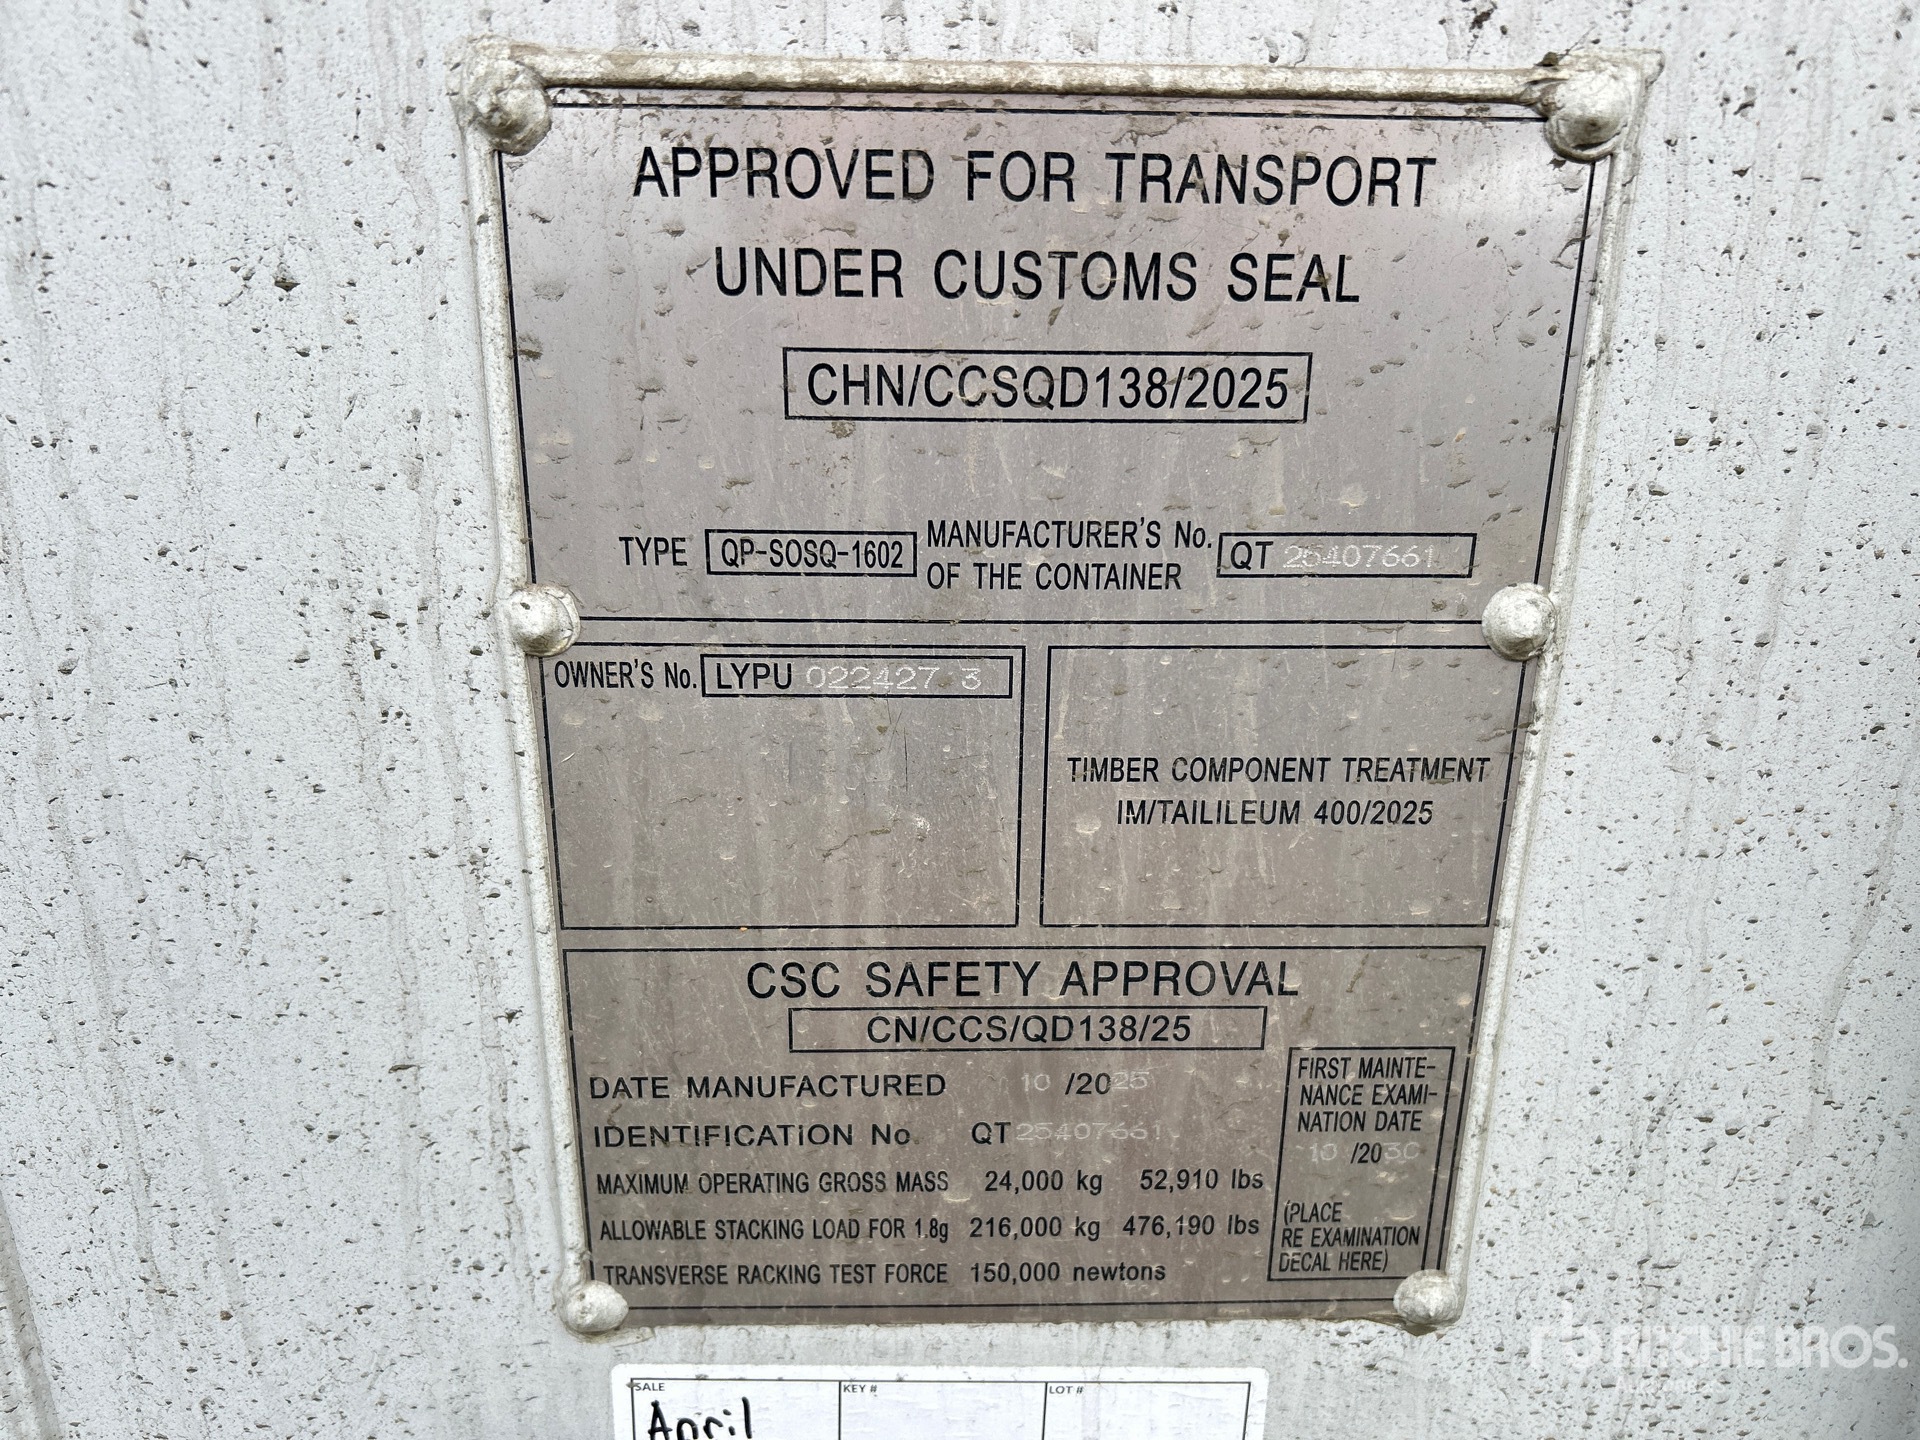 APPROVED FOR TRANSPORT
UNDER CUSTOMS SEAL
CHN/CCSQD138/2025
TYPE QP-SOSQ-1602 MANUFACTURER'S No. OF THE CONTAINER QT 25407661
OWNER'S No. LYPU 022427 3
TIMBER COMPONENT TREATMENT
IM/TAILILEUM 400/2025
CSC SAFETY APPROVAL
CN/CCS/QD138/25
DATE MANUFACTURED 10 /2025
IDENTIFICATION No. QT 25407661
MAXIMUM OPERATING GROSS MASS 24,000 kg 52,910 lbs
ALLOWABLE STACKING LOAD FOR 1.8g 216,000 kg 476,190 lbs
TRANSVERSE RACKING TEST FORCE 150,000 newtons
FIRST MAINTE-
NANCE EXAMI-
NATION DATE
10 /2030
(PLACE
RE EXAMINATION
DECAL HERE)
SALE KEY # LOT #
April
RITCHIE BROS.
Auctioneers